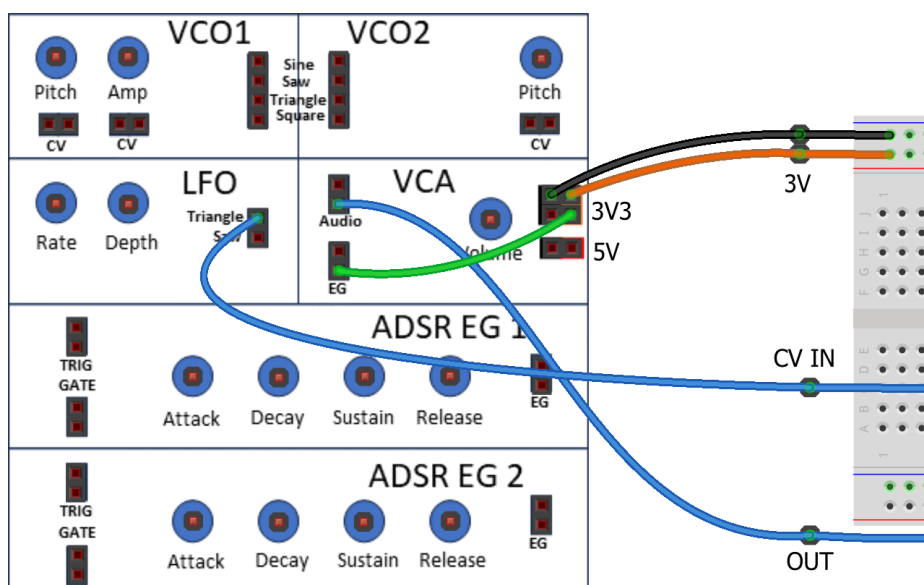 VCO1
VCO2
Sine
Saw
Triangle
Square
Pitch
Amp
Pitch
CV
CV
CV
LFO
VCA
Triangle
Saw
Audio
3V3
3V
Rate
Depth
Volume
5V
EG
ADSR EG 1
TRIG
GATE
CV IN
Attack
Decay
Sustain
Release
EG
ADSR EG 2
TRIG
GATE
Attack
Decay
Sustain
Release
EG
OUT
1
J
I
H
G
F
E
D
B
A
1